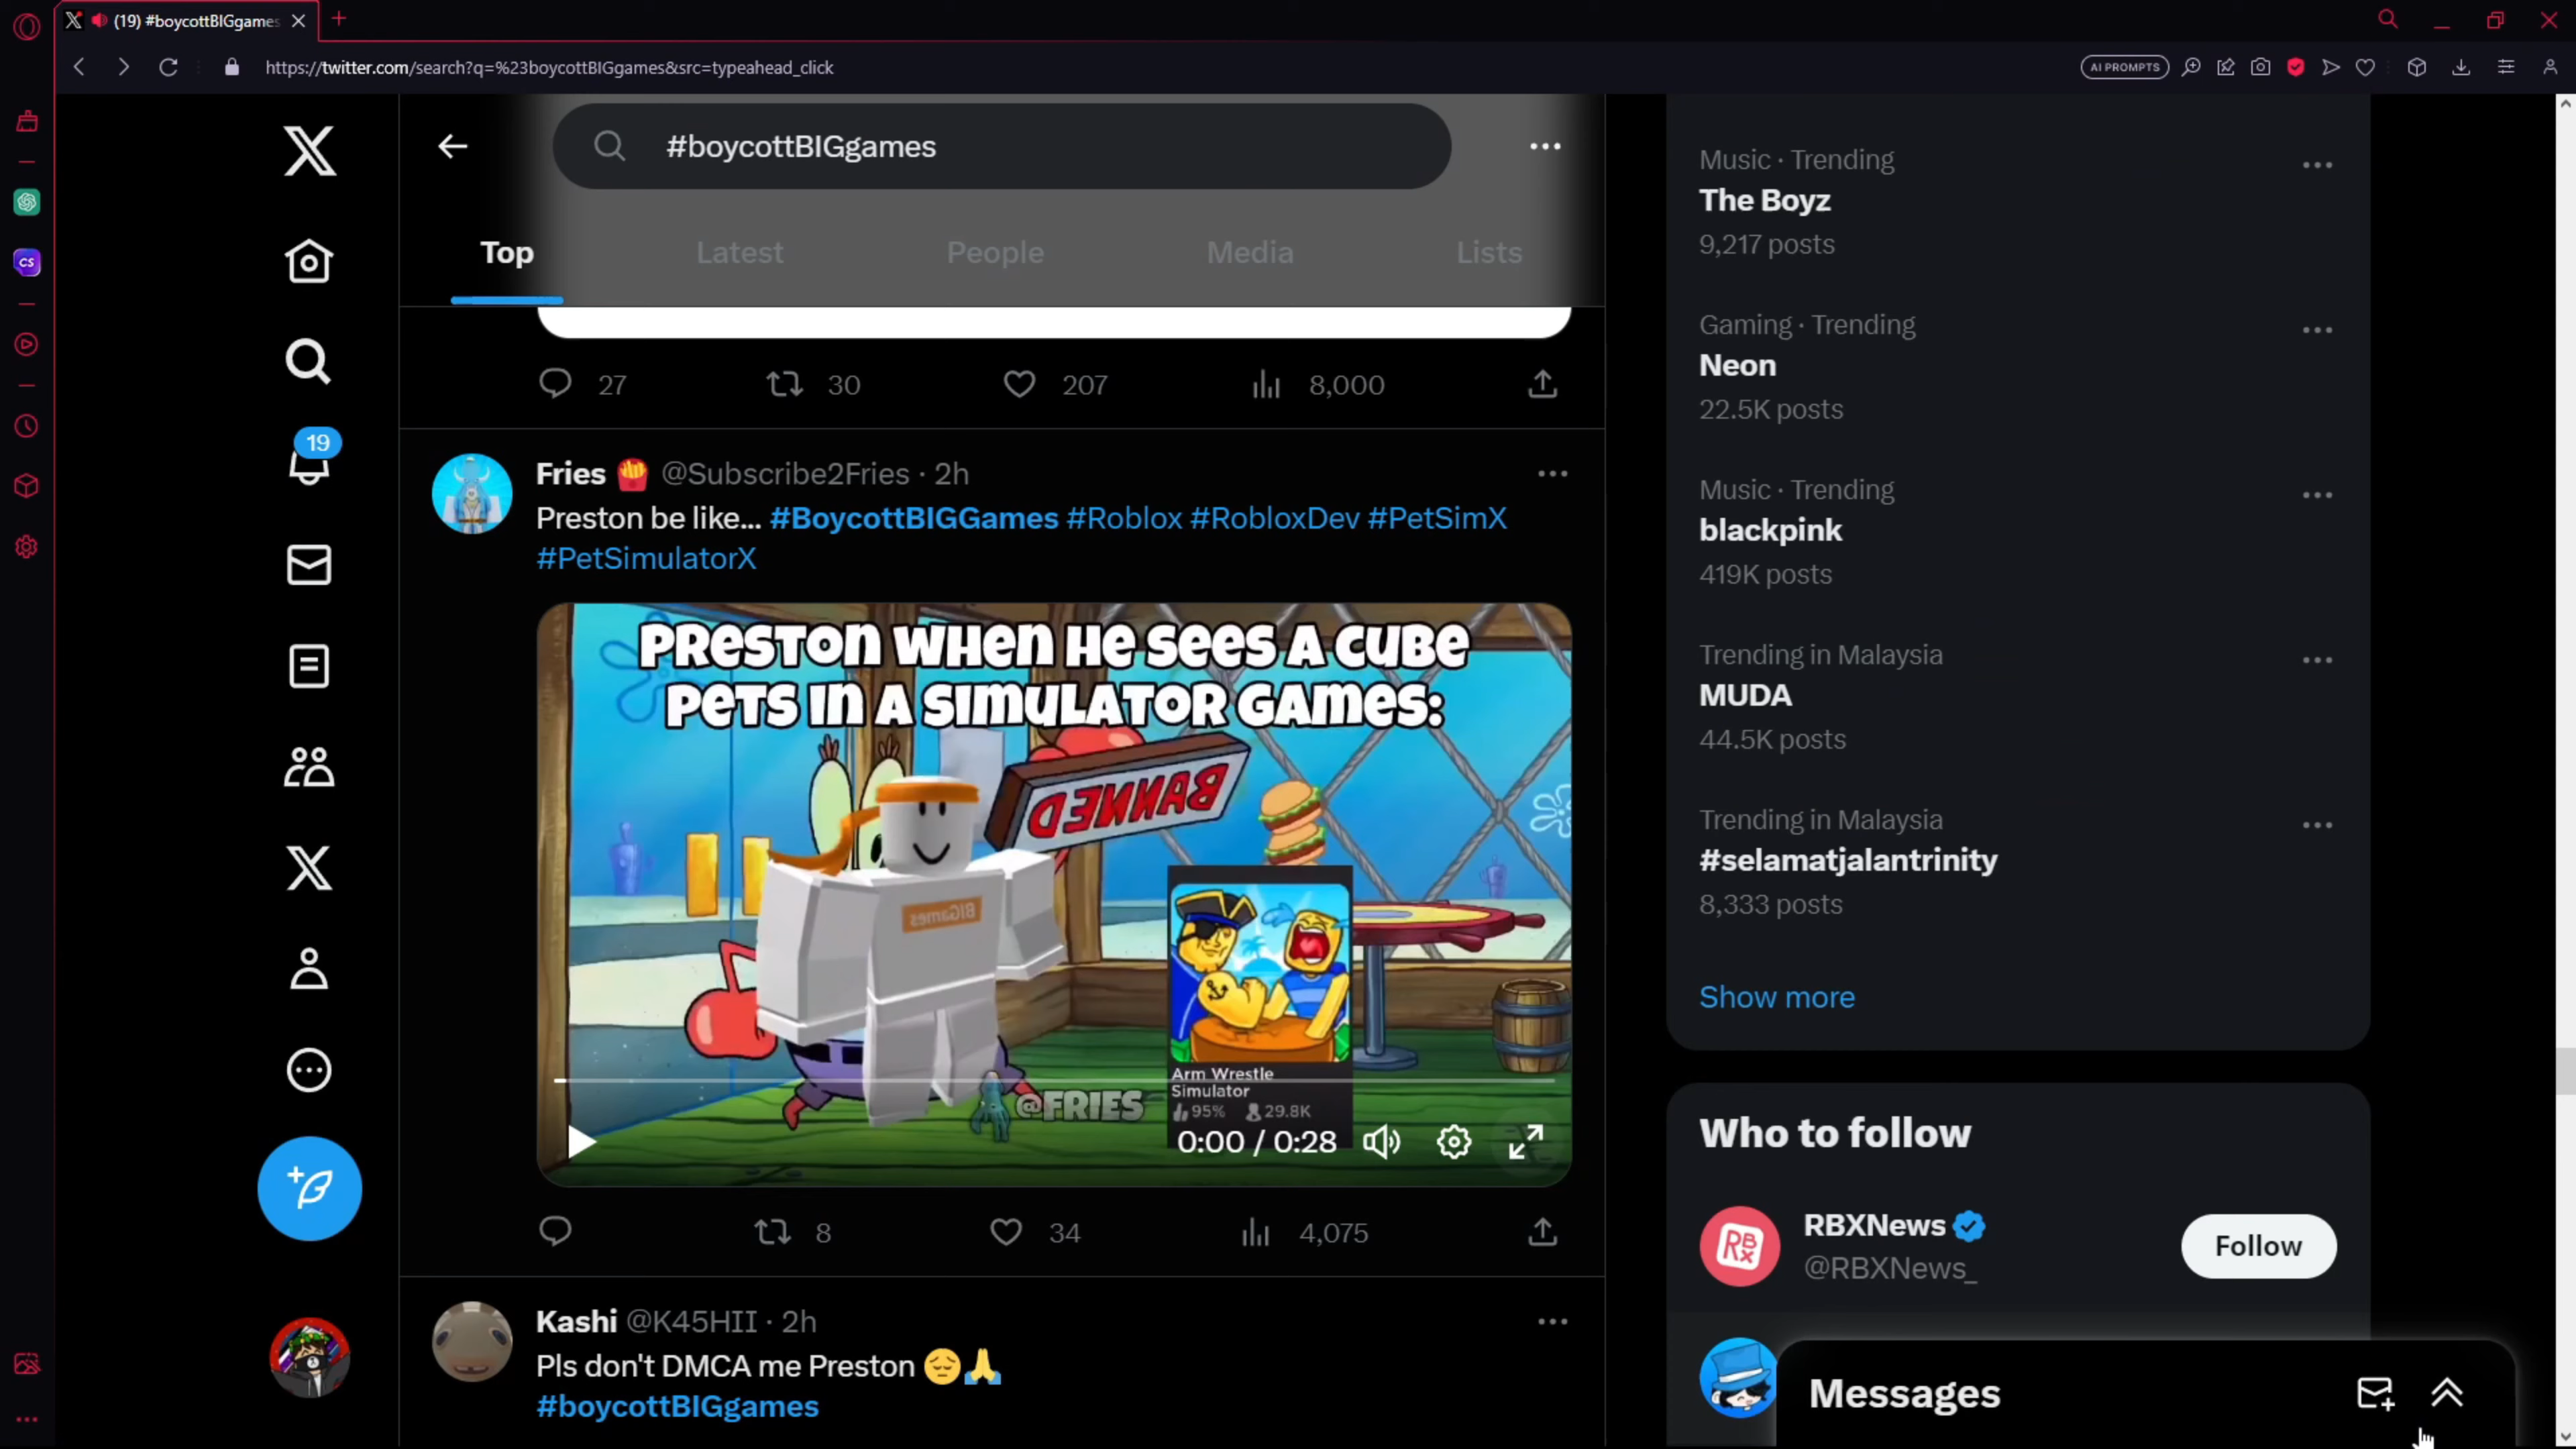 (19) #boycottBIGgames
https://twitter.com/search?q=%23boycottBIGgames&src=typeahead_click
AI PROMPTS
CS
#boycottBIGgames
Top
Latest
People
Media
Lists
27
30
207
8,000
19
Fries @Subscribe2Fries · 2h
Preston be like... #BoycottBIGGames #Roblox #RobloxDev #PetSimX
#PetSimulatorX
PRESTON WHEN HE SEES A CUBE
PETS IN A SIMULATOR GAMES:
BANNED
BIGames
Arm Wrestle
Simulator
95% 29.8K
@FRIES
0:00 / 0:28
8
34
4,075
Kashi @K45HII · 2h
Pls don't DMCA me Preston
#boycottBIGgames
Music · Trending
The Boyz
9,217 posts
Gaming · Trending
Neon
22.5K posts
Music · Trending
blackpink
419K posts
Trending in Malaysia
MUDA
44.5K posts
Trending in Malaysia
#selamatjalantrinity
8,333 posts
Show more
Who to follow
RBX
RBXNews
@RBXNews_
Follow
Messages